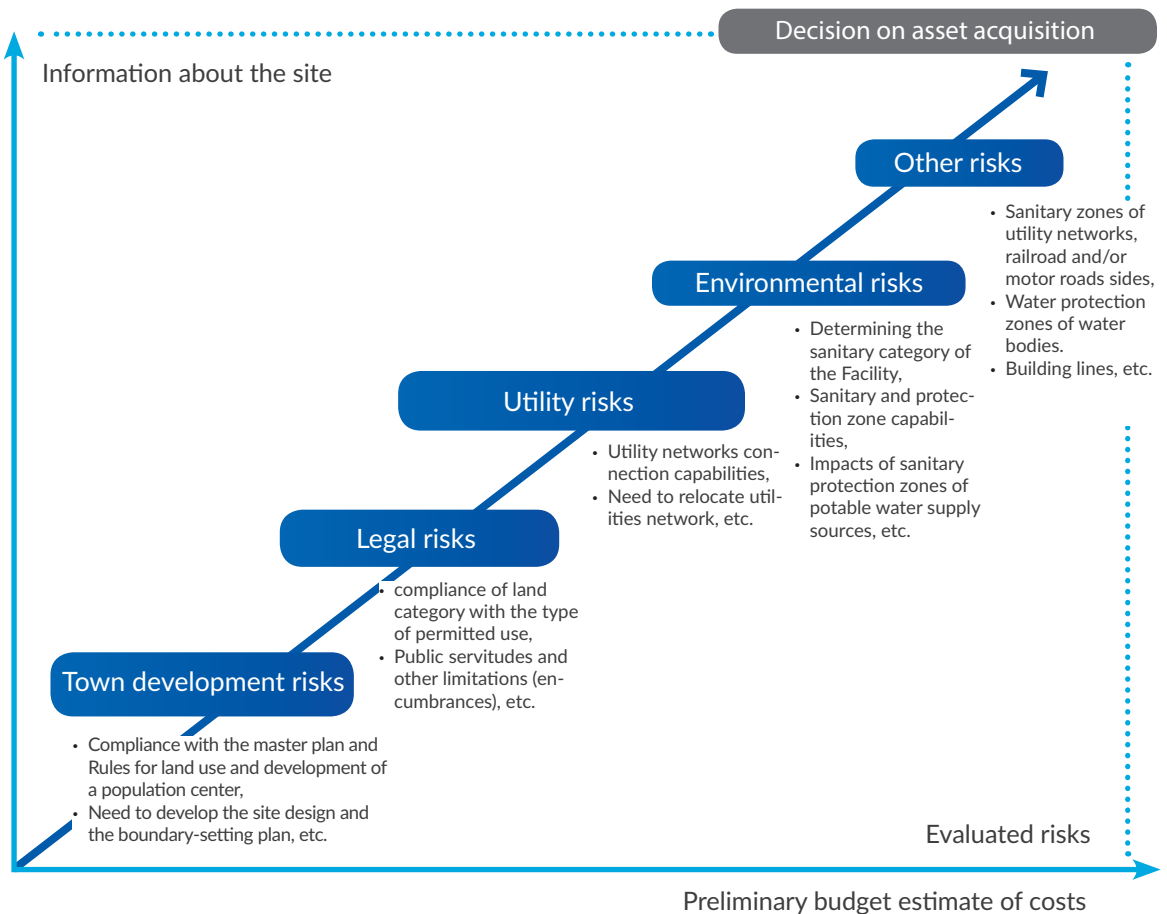 Decision on asset acquisition
Information about the site
Other risks
• Sanitary zones of
utility networks,
railroad and/or
motor roads sides,
• Water protection
zones of water
bodies.
• Building lines, etc.
Environmental risks
• Determining the
sanitary category of
the Facility,
• Sanitary and protec-
tion zone capabil-
ities,
• Impacts of sanitary
protection zones of
potable water supply
sources, etc.
Utility risks
• Utility networks con-
nection capabilities,
• Need to relocate util-
ities network, etc.
Legal risks
• compliance of land
category with the type
of permitted use,
• Public servitudes and
other limitations (en-
cumbrances), etc.
Town development risks
• Compliance with the master plan and
Rules for land use and development of
a population center,
• Need to develop the site design and
the boundary-setting plan, etc.
Evaluated risks
Preliminary budget estimate of costs